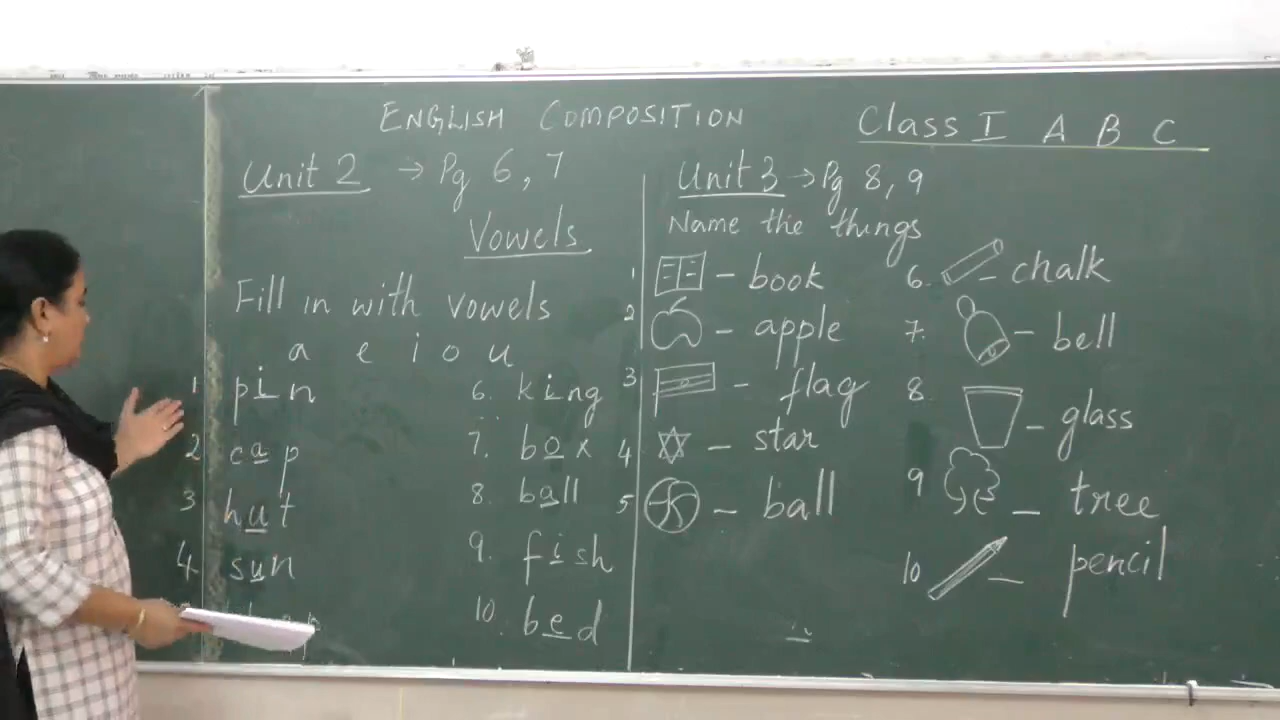 ENGLISH COMPOSITION
Class I A B C
Unit 2 → Pg 6, 7
Vowels
Fill in with vowels
a e i o u
1 pin
2 cap
3 hut
4. sun
6. king
7. box
8. ball
9. fish
10. bed
Unit 3 → Pg 8, 9
Name the things
1 – book
2 – apple
3 – flag
4 – star
5 – ball
6. – chalk
7. – bell
8 – glass
9 – tree
10 – pencil